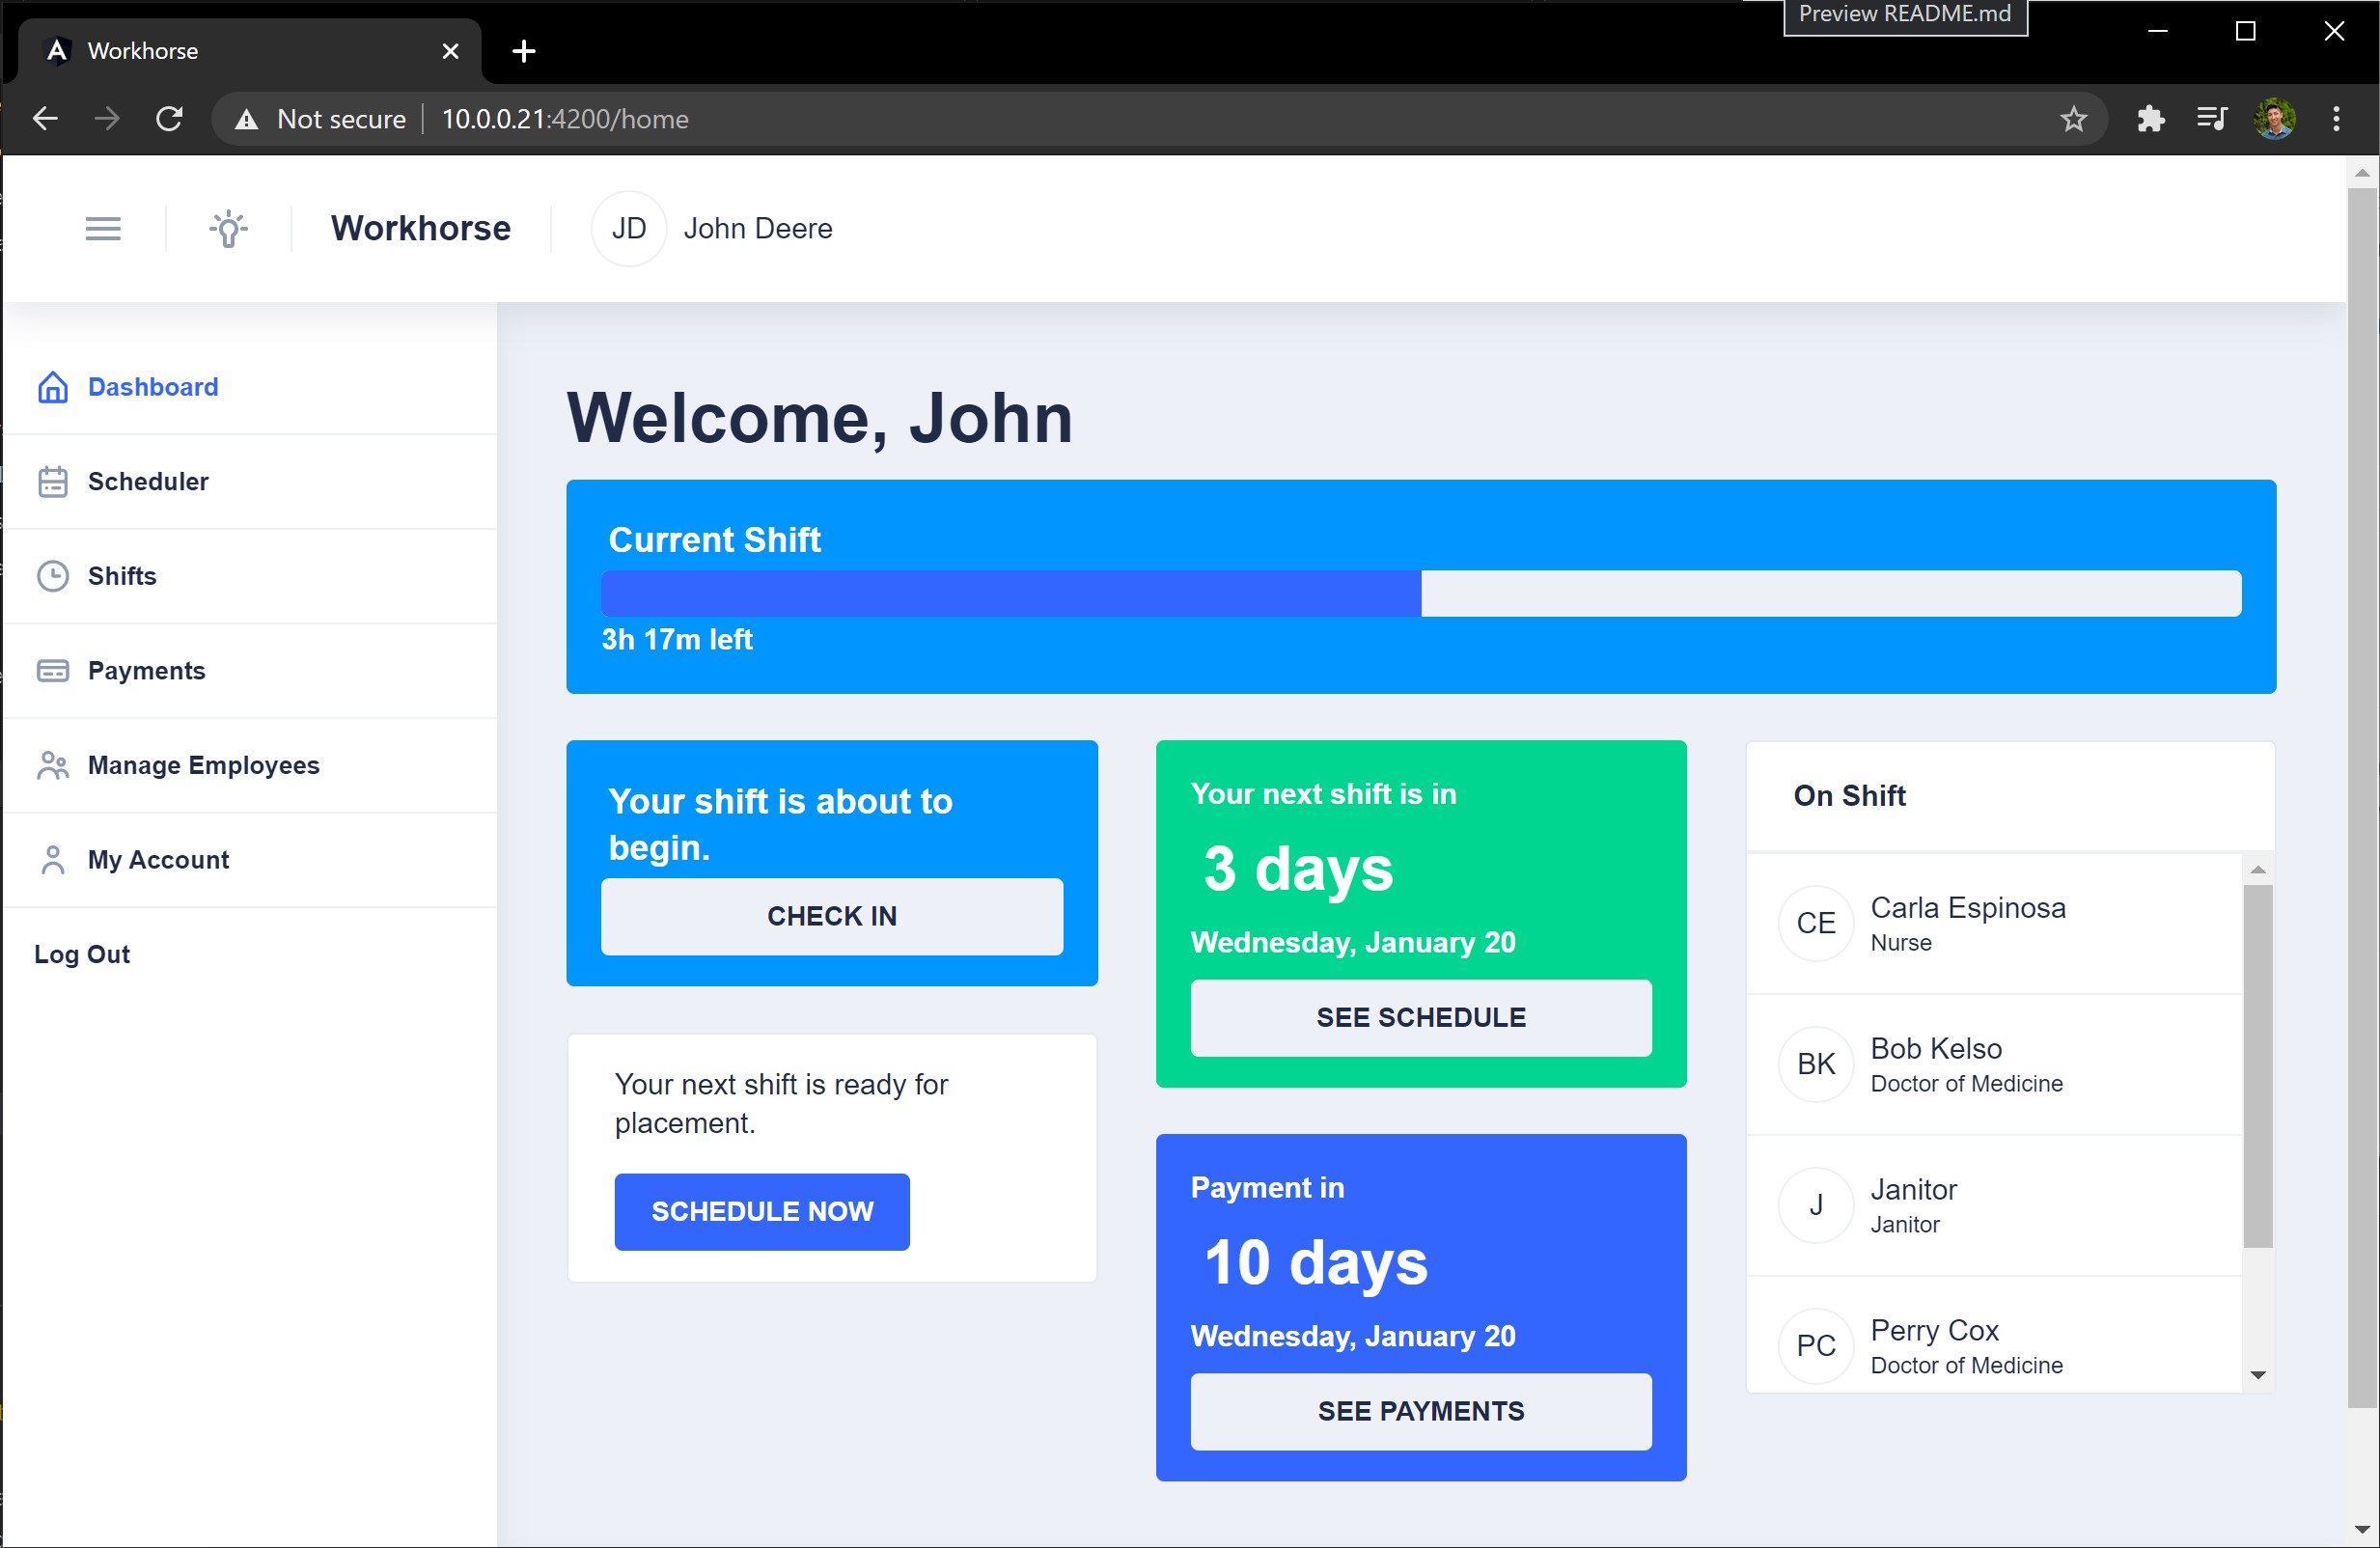 Preview README.md
Workhorse
Not secure
10.0.0.21:4200/home
Workhorse
JD
John Deere
Dashboard
Scheduler
Shifts
Payments
Manage Employees
My Account
Log Out
Welcome, John
Current Shift
3h 17m left
Your shift is about to
begin.
CHECK IN
Your next shift is ready for
placement.
SCHEDULE NOW
Your next shift is in
3 days
Wednesday, January 20
SEE SCHEDULE
Payment in
10 days
Wednesday, January 20
SEE PAYMENTS
On Shift
CE
Carla Espinosa
Nurse
BK
Bob Kelso
Doctor of Medicine
J
Janitor
Janitor
PC
Perry Cox
Doctor of Medicine